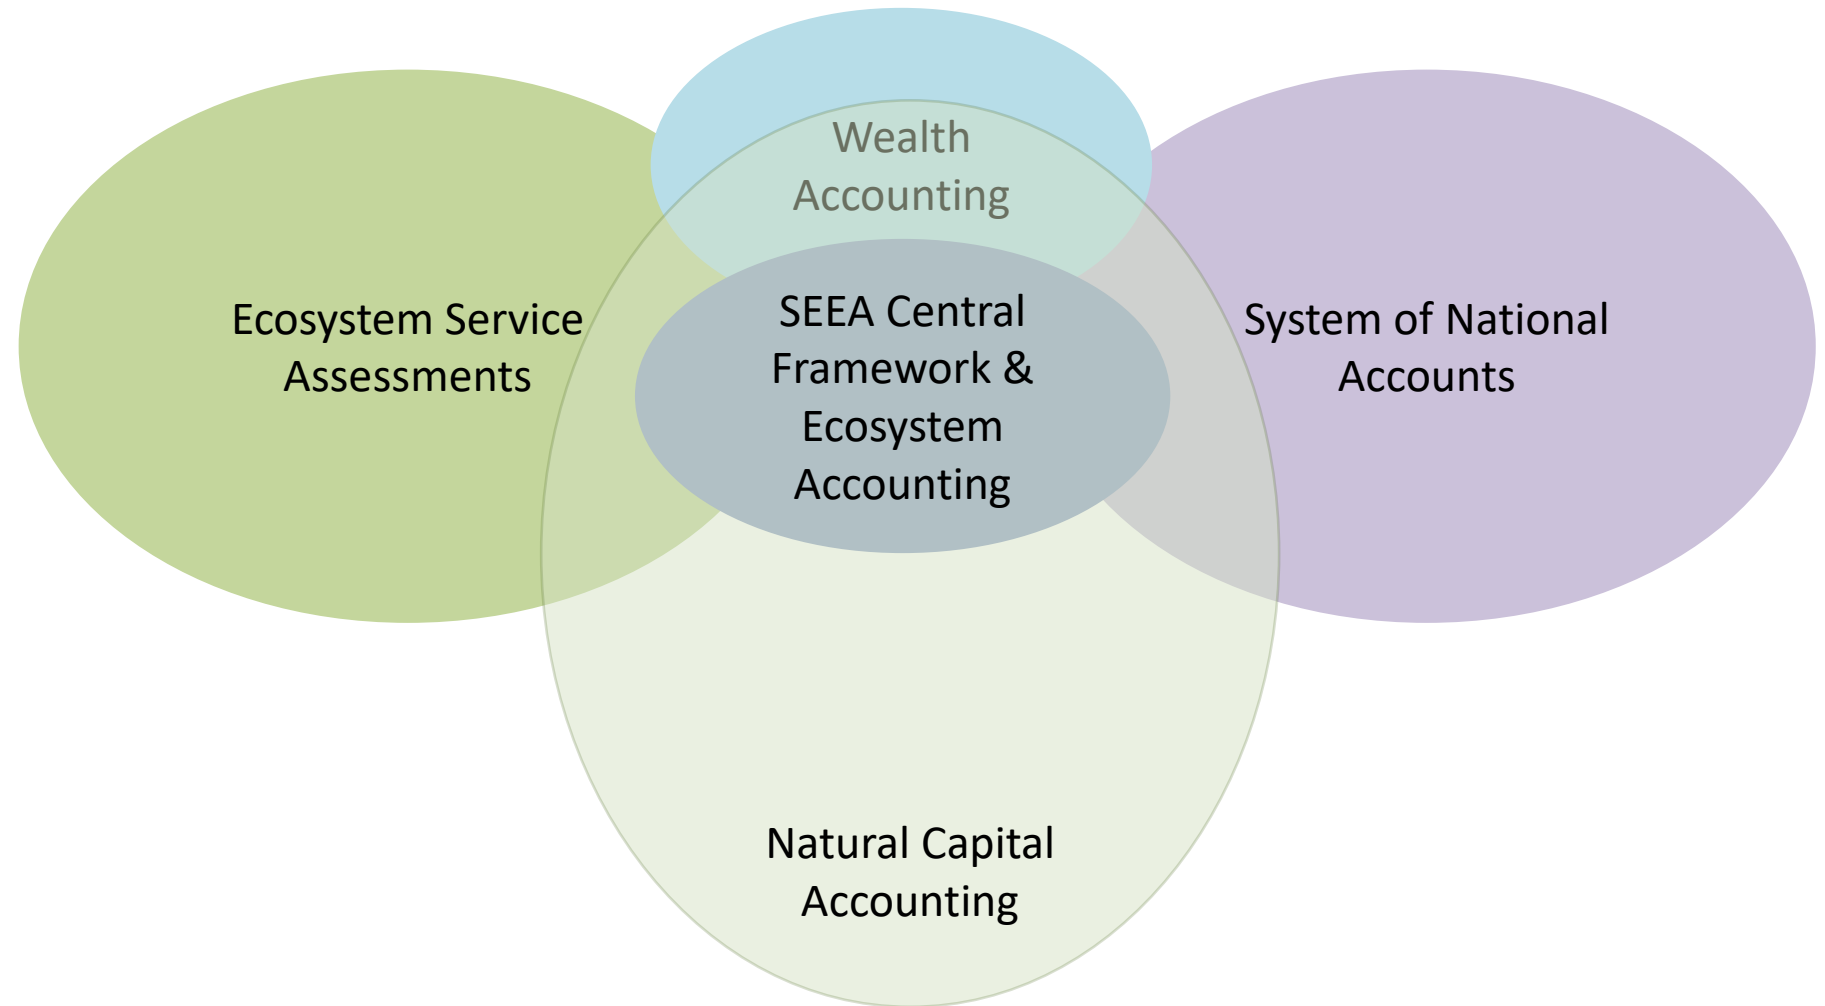 Wealth
Accounting
Ecosystem Service
Assessments
SEEA Central
Framework &
Ecosystem
Accounting
System of National
Accounts
Natural Capital
Accounting